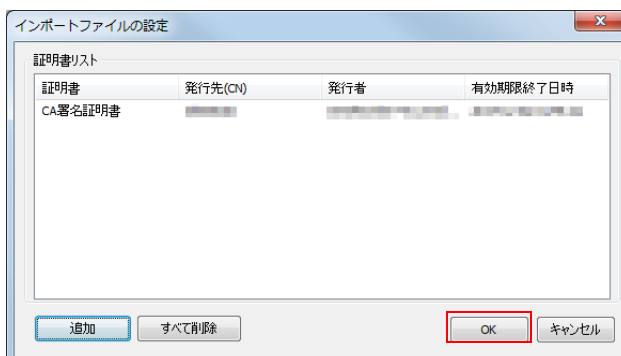 インポートファイルの設定
証明書リスト
証明書 発行先(CN) 発行者 有効期限終了日時
CA署名証明書
追加 すべて削除 OK キャンセル